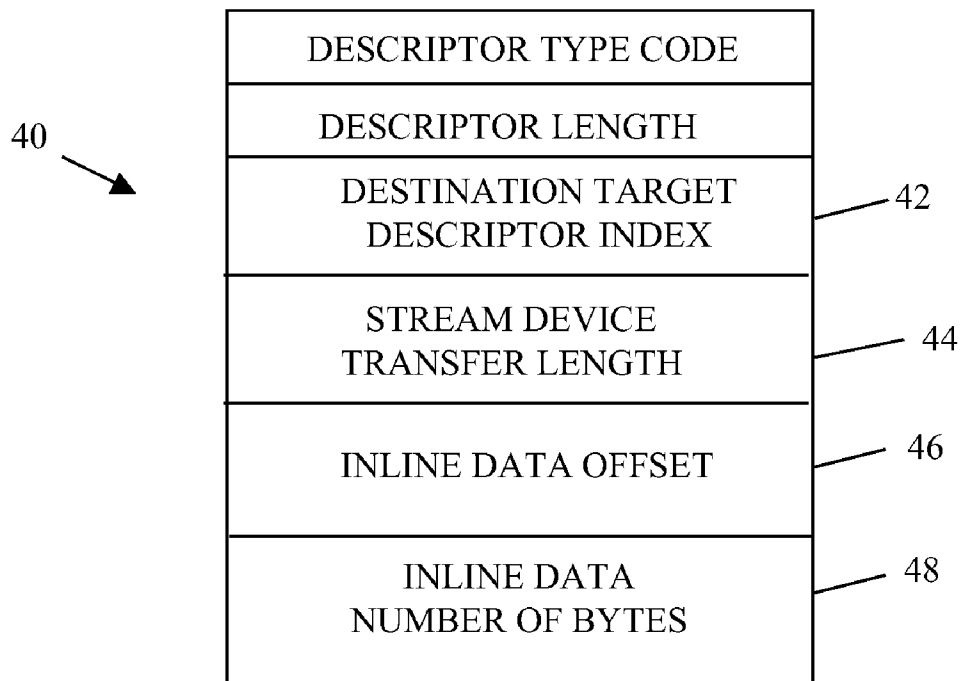 DESCRIPTOR TYPE CODE
DESCRIPTOR LENGTH
40
DESTINATION TARGET
DESCRIPTOR INDEX
42
STREAM DEVICE
TRANSFER LENGTH
44
INLINE DATA OFFSET
46
INLINE DATA
NUMBER OF BYTES
48